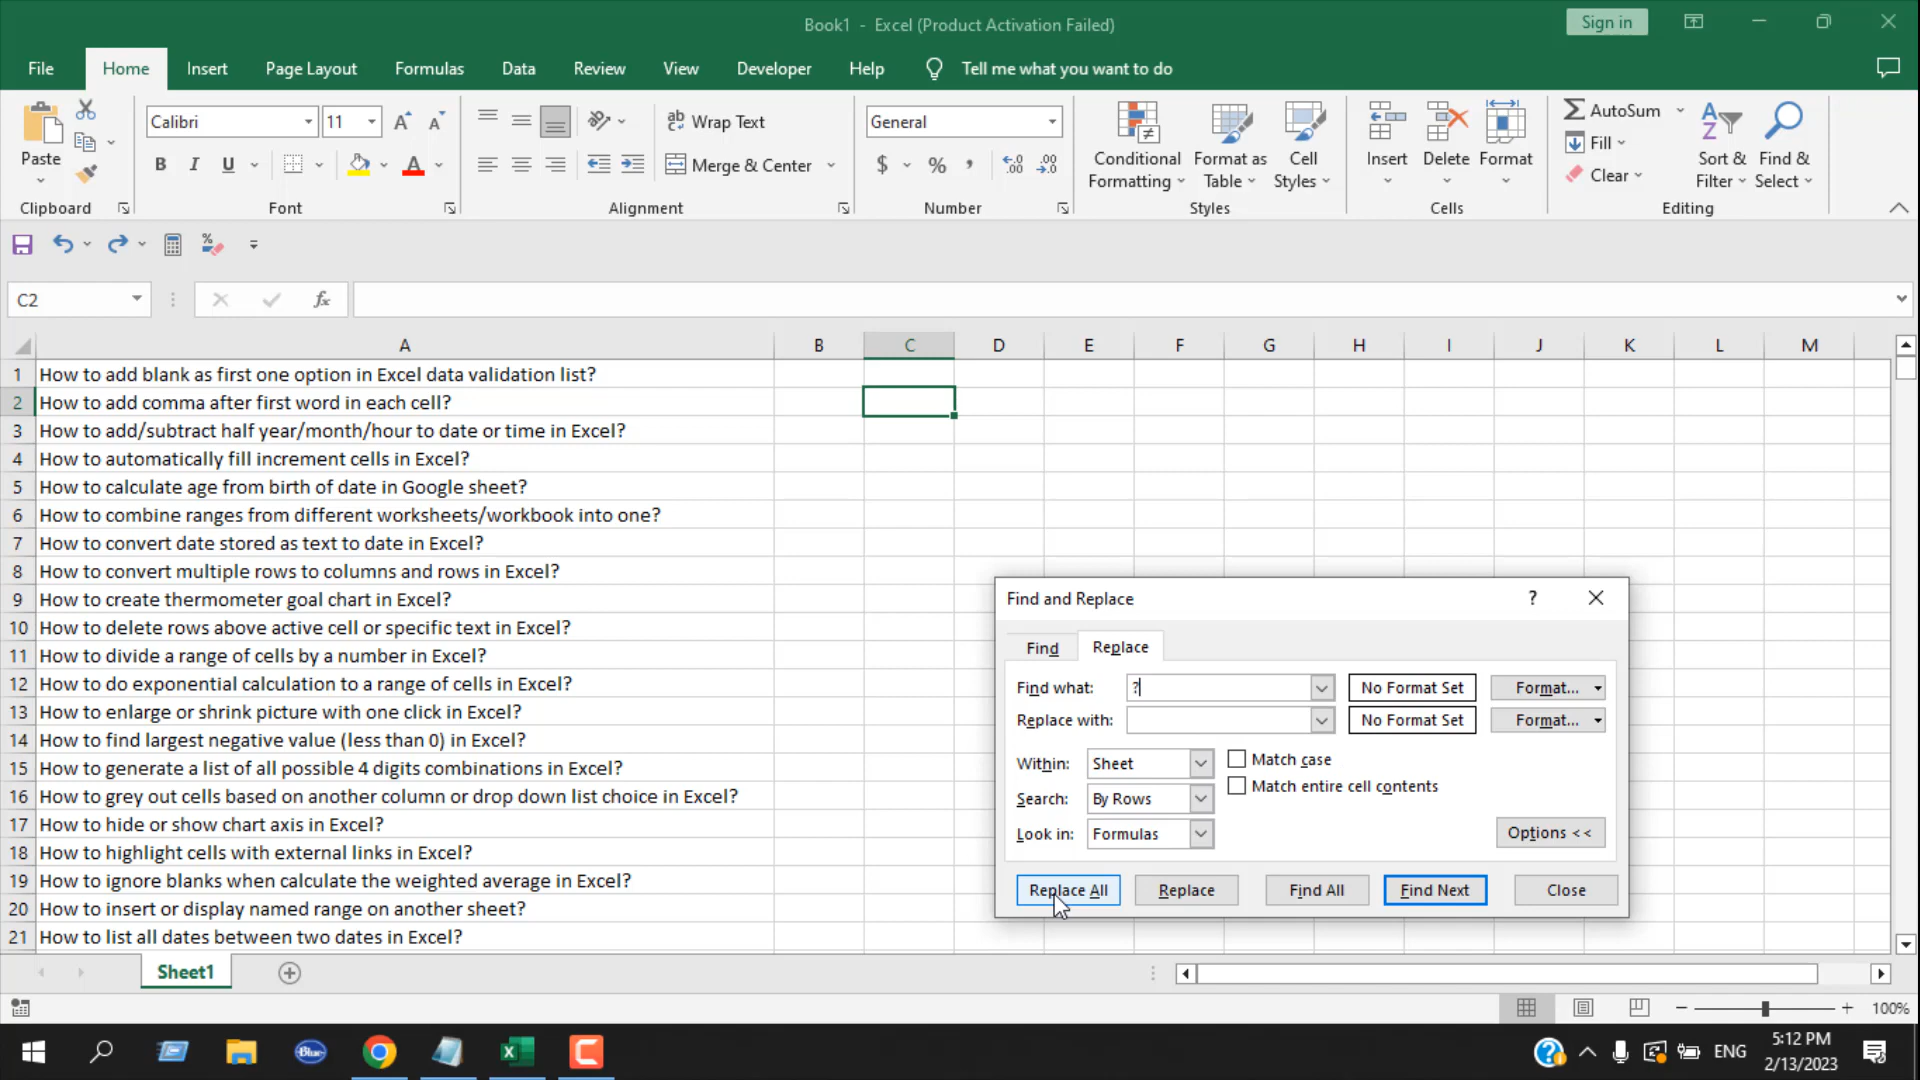 Book1 - Excel (Product Activation Failed)
Sign in
File Home Insert Page Layout Formulas Data Review View Developer Help Tell me what you want to do
Paste
Clipboard
Calibri 11
B I U A
Font
ab Wrap Text
Merge & Center
Alignment
General
$ % ,
Number
Conditional Formatting
Format as Table
Cell Styles
Styles
Insert Delete Format
Cells
AutoSum
Fill
Clear
Sort & Filter
Find & Select
Editing
C2 fx
A B C D E F G H I J K L M
1 How to add blank as first one option in Excel data validation list?
2 How to add comma after first word in each cell?
3 How to add/subtract half year/month/hour to date or time in Excel?
4 How to automatically fill increment cells in Excel?
5 How to calculate age from birth of date in Google sheet?
6 How to combine ranges from different worksheets/workbook into one?
7 How to convert date stored as text to date in Excel?
8 How to convert multiple rows to columns and rows in Excel?
9 How to create thermometer goal chart in Excel?
10 How to delete rows above active cell or specific text in Excel?
11 How to divide a range of cells by a number in Excel?
12 How to do exponential calculation to a range of cells in Excel?
13 How to enlarge or shrink picture with one click in Excel?
14 How to find largest negative value (less than 0) in Excel?
15 How to generate a list of all possible 4 digits combinations in Excel?
16 How to grey out cells based on another column or drop down list choice in Excel?
17 How to hide or show chart axis in Excel?
18 How to highlight cells with external links in Excel?
19 How to ignore blanks when calculate the weighted average in Excel?
20 How to insert or display named range on another sheet?
21 How to list all dates between two dates in Excel?
Find and Replace ?
Find Replace
Find what: ? No Format Set Format...
Replace with: No Format Set Format...
Within: Sheet Match case
Match entire cell contents
Search: By Rows
Look in: Formulas Options <<
Replace All Replace Find All Find Next Close
Sheet1
100%
Blue
ENG
5:12 PM
2/13/2023